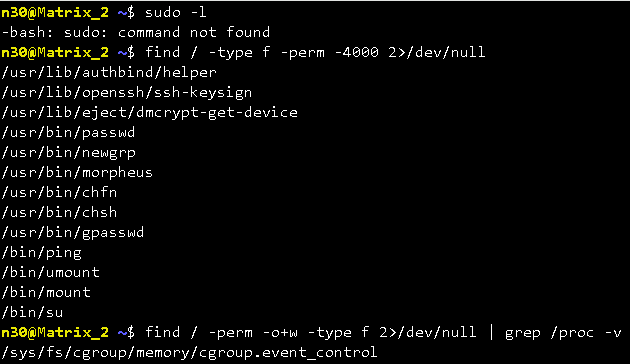 n30@Matrix_2 ~$ sudo -l
-bash: sudo: command not found
n30@Matrix_2 ~$ find / -type f -perm -4000 2>/dev/null
/usr/lib/authbind/helper
/usr/lib/openssh/ssh-keysign
/usr/lib/eject/dmcrypt-get-device
/usr/bin/passwd
/usr/bin/newgrp
/usr/bin/morpheus
/usr/bin/chfn
/usr/bin/chsh
/usr/bin/gpasswd
/bin/ping
/bin/umount
/bin/mount
/bin/su
n30@Matrix_2 ~$ find / -perm -o+w -type f 2>/dev/null | grep /proc -v
/sys/fs/cgroup/memory/cgroup.event_control